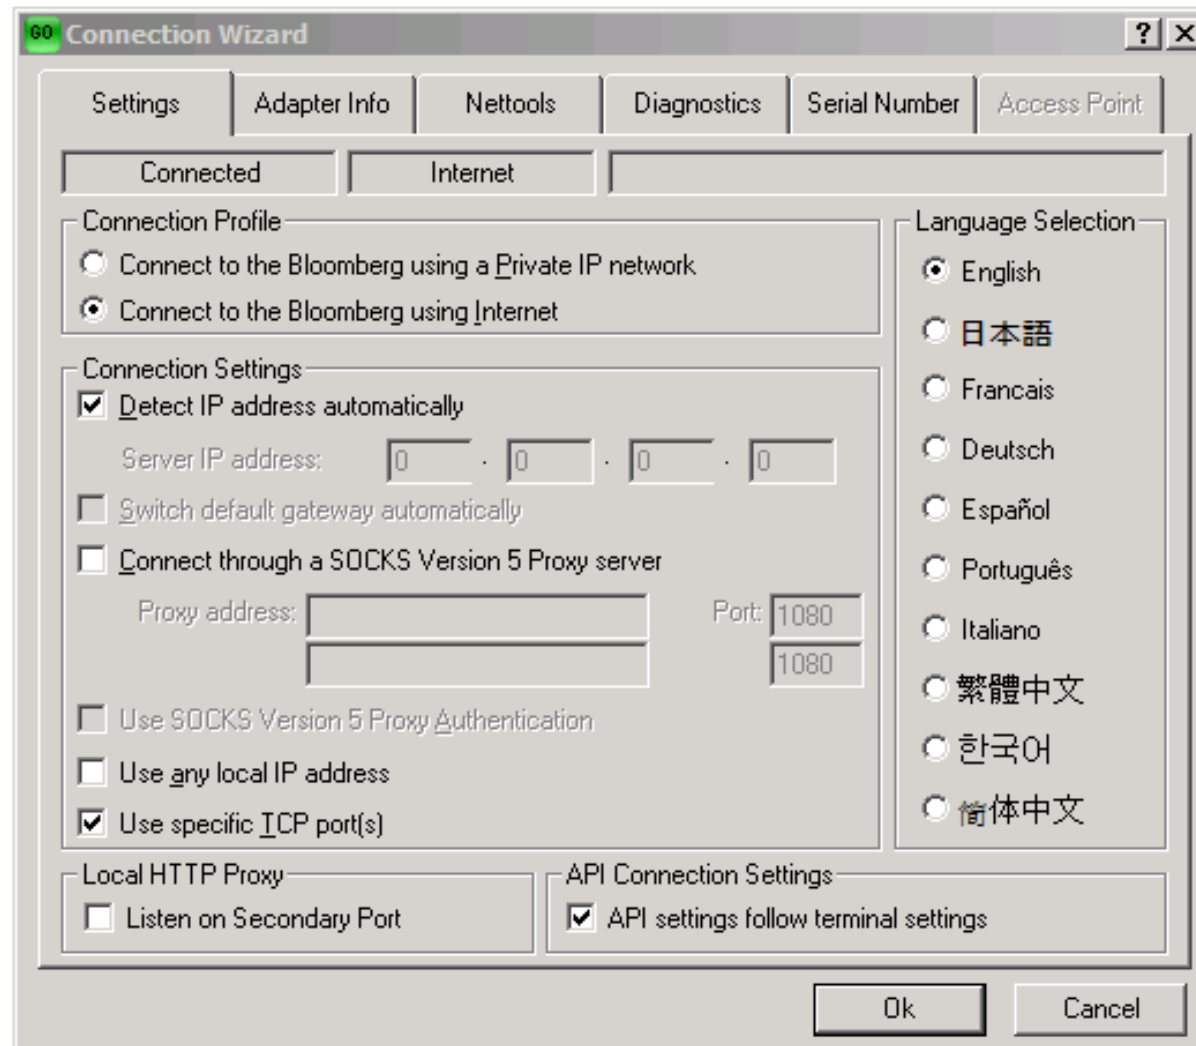 GO Connection Wizard ? X
Settings Adapter Info Nettools Diagnostics Serial Number Access Point
Connected Internet
Connection Profile
Connect to the Bloomberg using a Private IP network
Connect to the Bloomberg using Internet
Connection Settings
Detect IP address automatically
Server IP address: 0 . 0 . 0 . 0
Switch default gateway automatically
Connect through a SOCKS Version 5 Proxy server
Proxy address: Port: 1080
1080
Use SOCKS Version 5 Proxy Authentication
Use any local IP address
Use specific TCP port(s)
Language Selection
English
日本語
Francais
Deutsch
Español
Português
Italiano
繁體中文
한국어
简体中文
Local HTTP Proxy
Listen on Secondary Port
API Connection Settings
API settings follow terminal settings
Ok Cancel